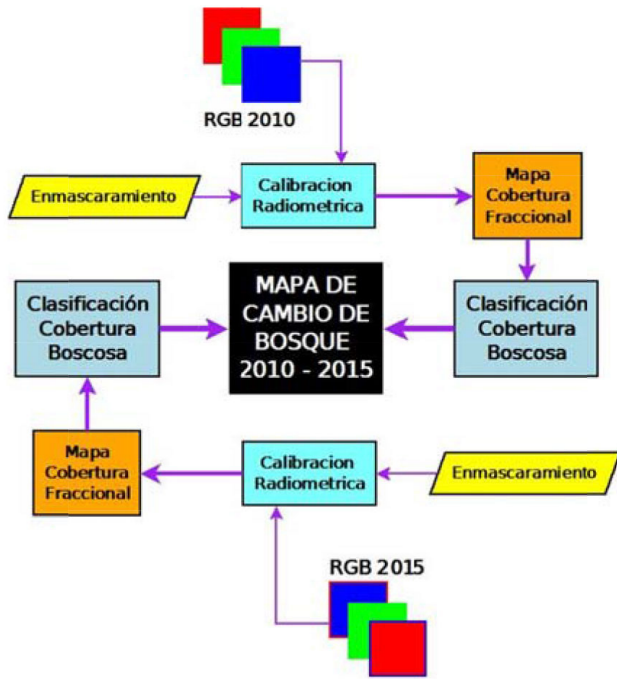 RGB 2010
Enmascaramiento
Calibracion
Radiometrica
Mapa
Cobertura
Fraccional
Clasificación
Cobertura
Boscosa
MAPA DE
CAMBIO DE
BOSQUE
2010 - 2015
Clasificación
Cobertura
Boscosa
Mapa
Cobertura
Fraccional
Calibracion
Radiometrica
Enmascaramiento
RGB 2015